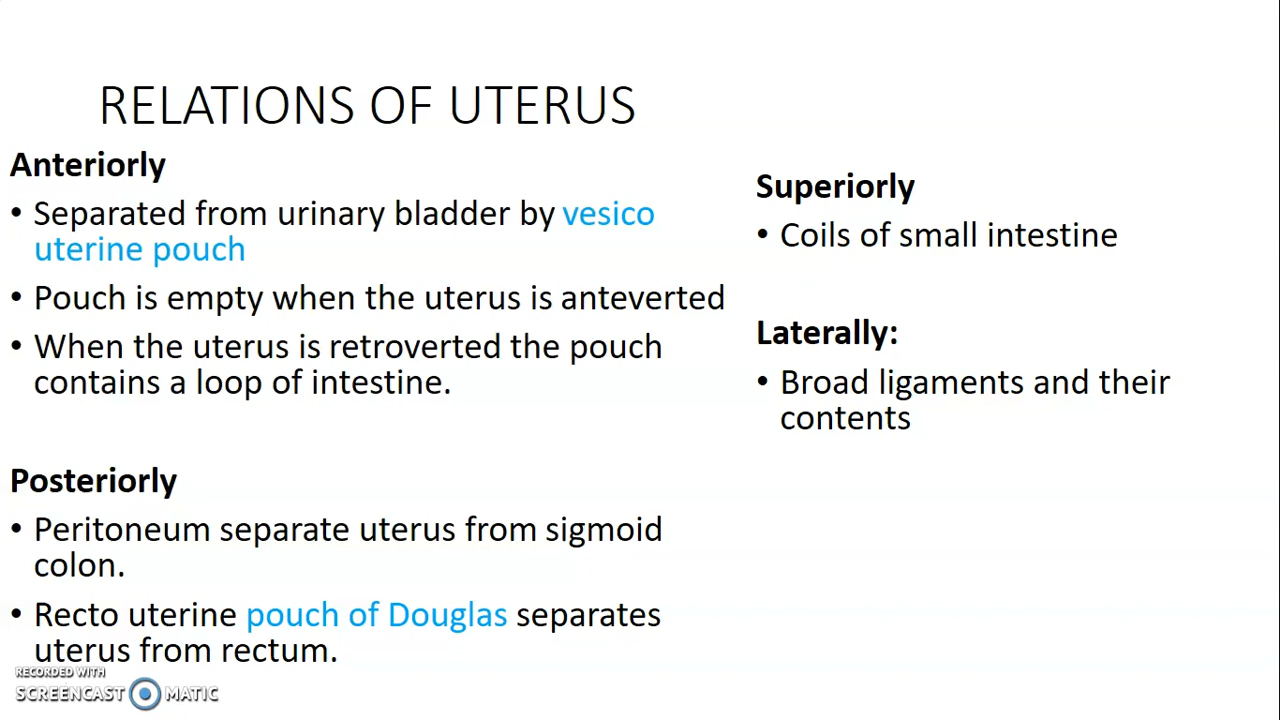 RELATIONS OF UTERUS
Anteriorly
• Separated from urinary bladder by vesico
uterine pouch
• Pouch is empty when the uterus is anteverted
• When the uterus is retroverted the pouch
contains a loop of intestine.
Posteriorly
• Peritoneum separate uterus from sigmoid
colon.
• Recto uterine pouch of Douglas separates
uterus from rectum.
Superiorly
• Coils of small intestine
Laterally:
• Broad ligaments and their
contents
RECORDED WITH
SCREENCAST MATIC